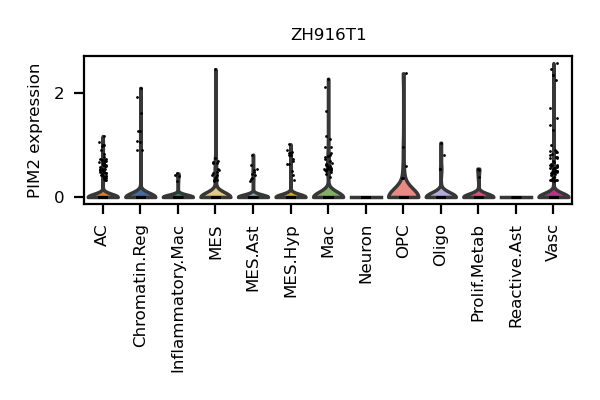 ZH916T1
PIM2 expression
2
0
AC
Chromatin.Reg
Inflammatory.Mac
MES
MES.Ast
MES.Hyp
Mac
Neuron
OPC
Oligo
Prolif.Metab
Reactive.Ast
Vasc